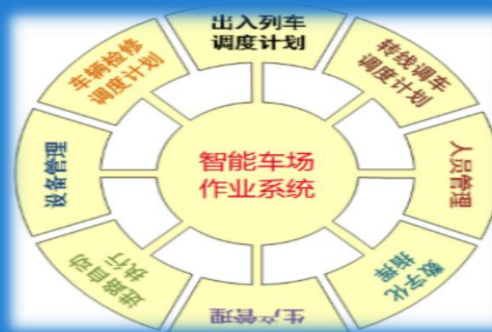 出入列车
调度计划
转线调车
调度计划
人员管理
数字化
指挥
生产管理
进路自动
执行
设备管理
车辆检修
调度计划
智能车场
作业系统